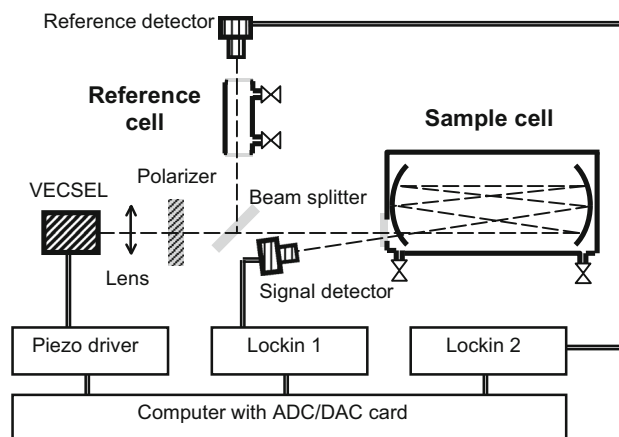 Reference detector
Reference
cell
Sample cell
Polarizer
VECSEL
Beam splitter
Lens
Signal detector
Piezo driver
Lockin 1
Lockin 2
Computer with ADC/DAC card